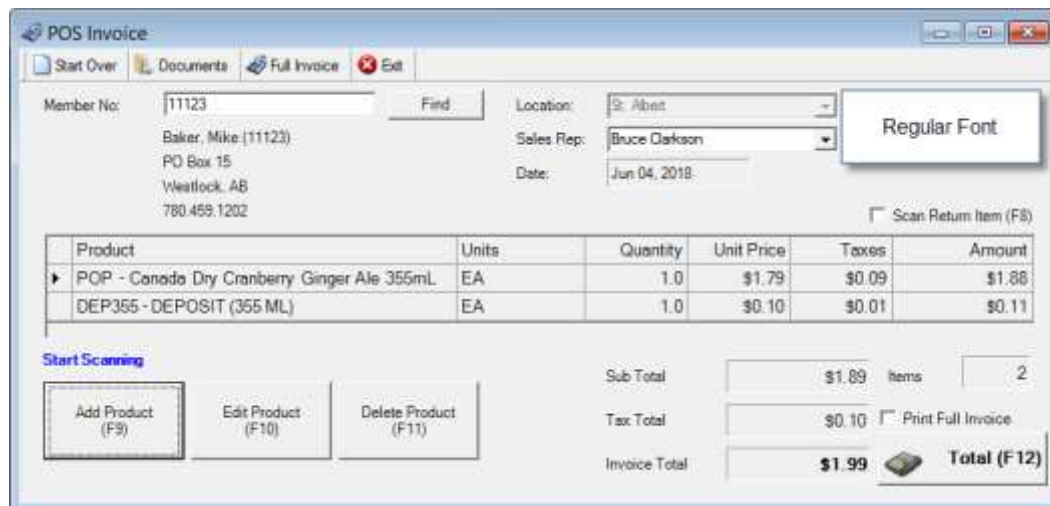 POS Invoice
Start Over Documents Full Invoice Exit
Member No: 11123 Find Location: St. Albert
Regular Font
Baker, Mike (11123) Sales Rep: Bruce Clarkson
PO Box 15 Date: Jun 04, 2018
Westlock, AB
780.459.1202
Scan Return Item (F8)
Product Units Quantity Unit Price Taxes Amount
POP - Canada Dry Cranberry Ginger Ale 355mL EA 1.0 $1.79 $0.09 $1.88
DEP355 - DEPOSIT (355 ML) EA 1.0 $0.10 $0.01 $0.11
Start Scanning
Sub Total $1.89 Items 2
Add Product Edit Product Delete Product
(F9) (F10) (F11)
Tax Total $0.10 Print Full Invoice
Invoice Total $1.99 Total (F12)